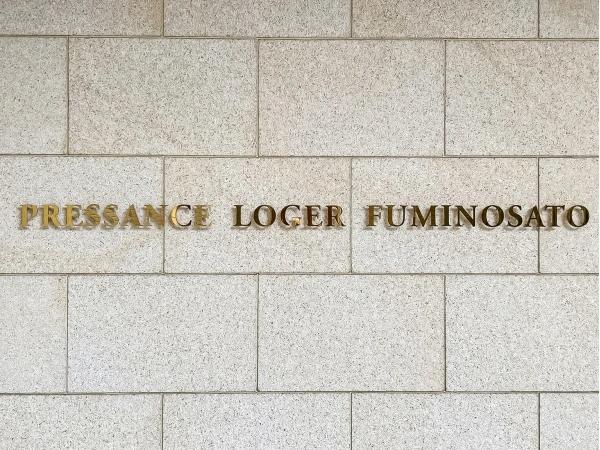 PRESSANCE LOGER FUMINOSATO